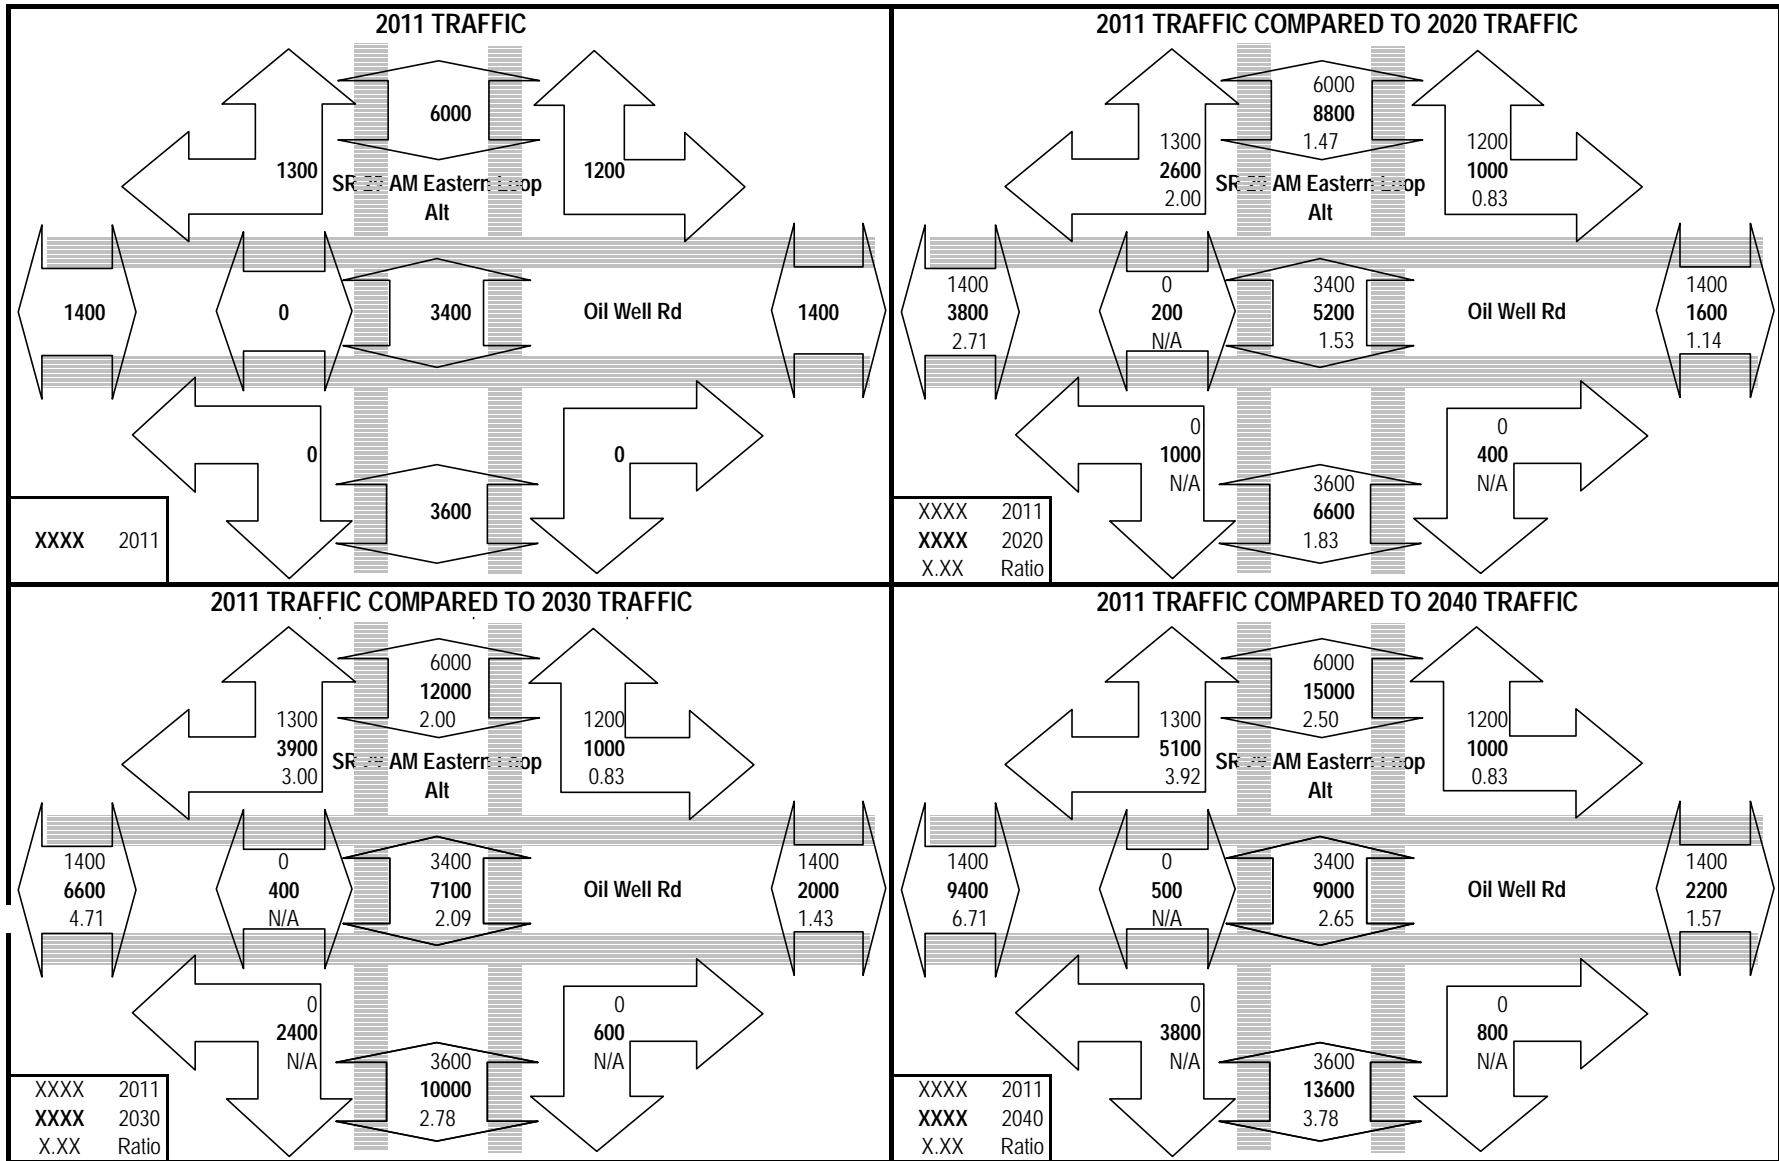 2011 TRAFFIC
6000
1300
1200
SR AM Eastern Loop
Alt
1400
0
3400
Oil Well Rd
1400
0
0
3600
XXXX 2011
2011 TRAFFIC COMPARED TO 2020 TRAFFIC
6000
8800
1.47
1300
2600
2.00
1200
1000
0.83
SR AM Eastern Loop
Alt
1400
3800
2.71
0
200
N/A
3400
5200
1.53
Oil Well Rd
1400
1600
1.14
0
1000
N/A
0
400
N/A
3600
6600
1.83
XXXX 2011
XXXX 2020
X.XX Ratio
2011 TRAFFIC COMPARED TO 2030 TRAFFIC
6000
12000
2.00
1300
3900
3.00
1200
1000
0.83
SR AM Eastern Loop
Alt
1400
6600
4.71
0
400
N/A
3400
7100
2.09
Oil Well Rd
1400
2000
1.43
0
2400
N/A
0
600
N/A
3600
10000
2.78
XXXX 2011
XXXX 2030
X.XX Ratio
2011 TRAFFIC COMPARED TO 2040 TRAFFIC
6000
15000
2.50
1300
5100
3.92
1200
1000
0.83
SR AM Eastern Loop
Alt
1400
9400
6.71
0
500
N/A
3400
9000
2.65
Oil Well Rd
1400
2200
1.57
0
3800
N/A
0
800
N/A
3600
13600
3.78
XXXX 2011
XXXX 2040
X.XX Ratio